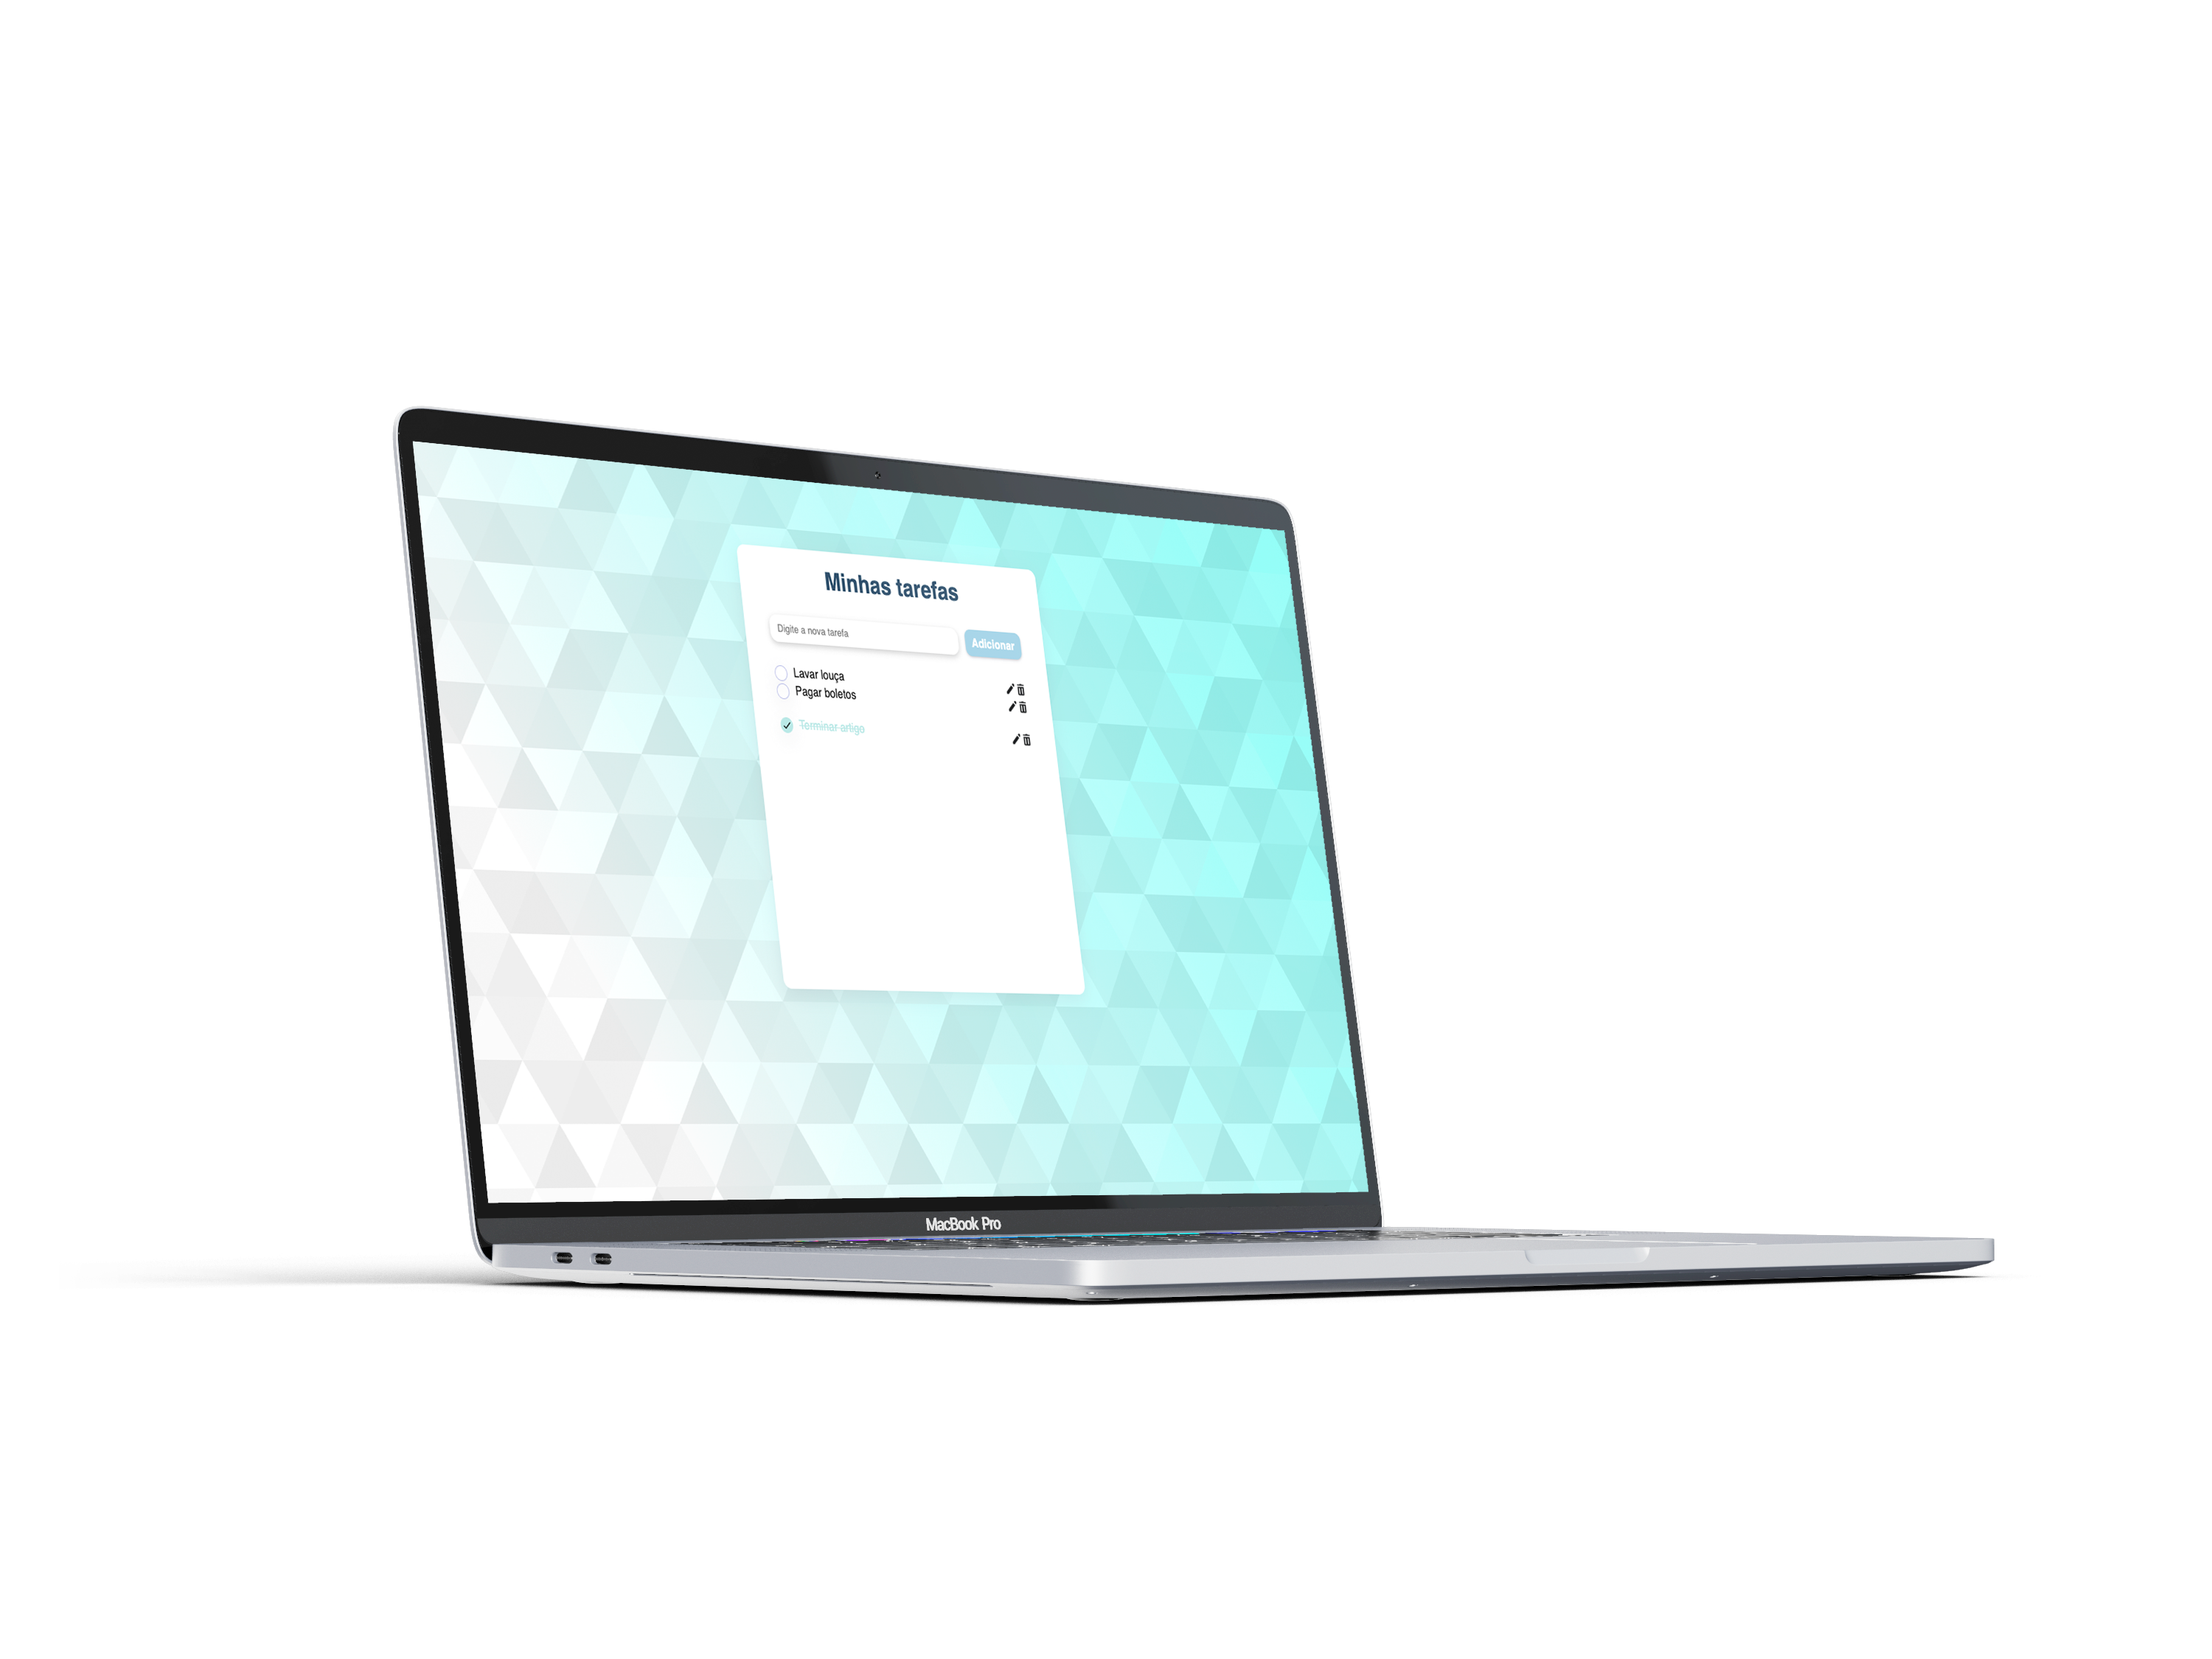 Minhas tarefas
Digite a nova tarefa
Adicionar
Lavar louça
Pagar boletos
Terminar artigo
MacBook Pro